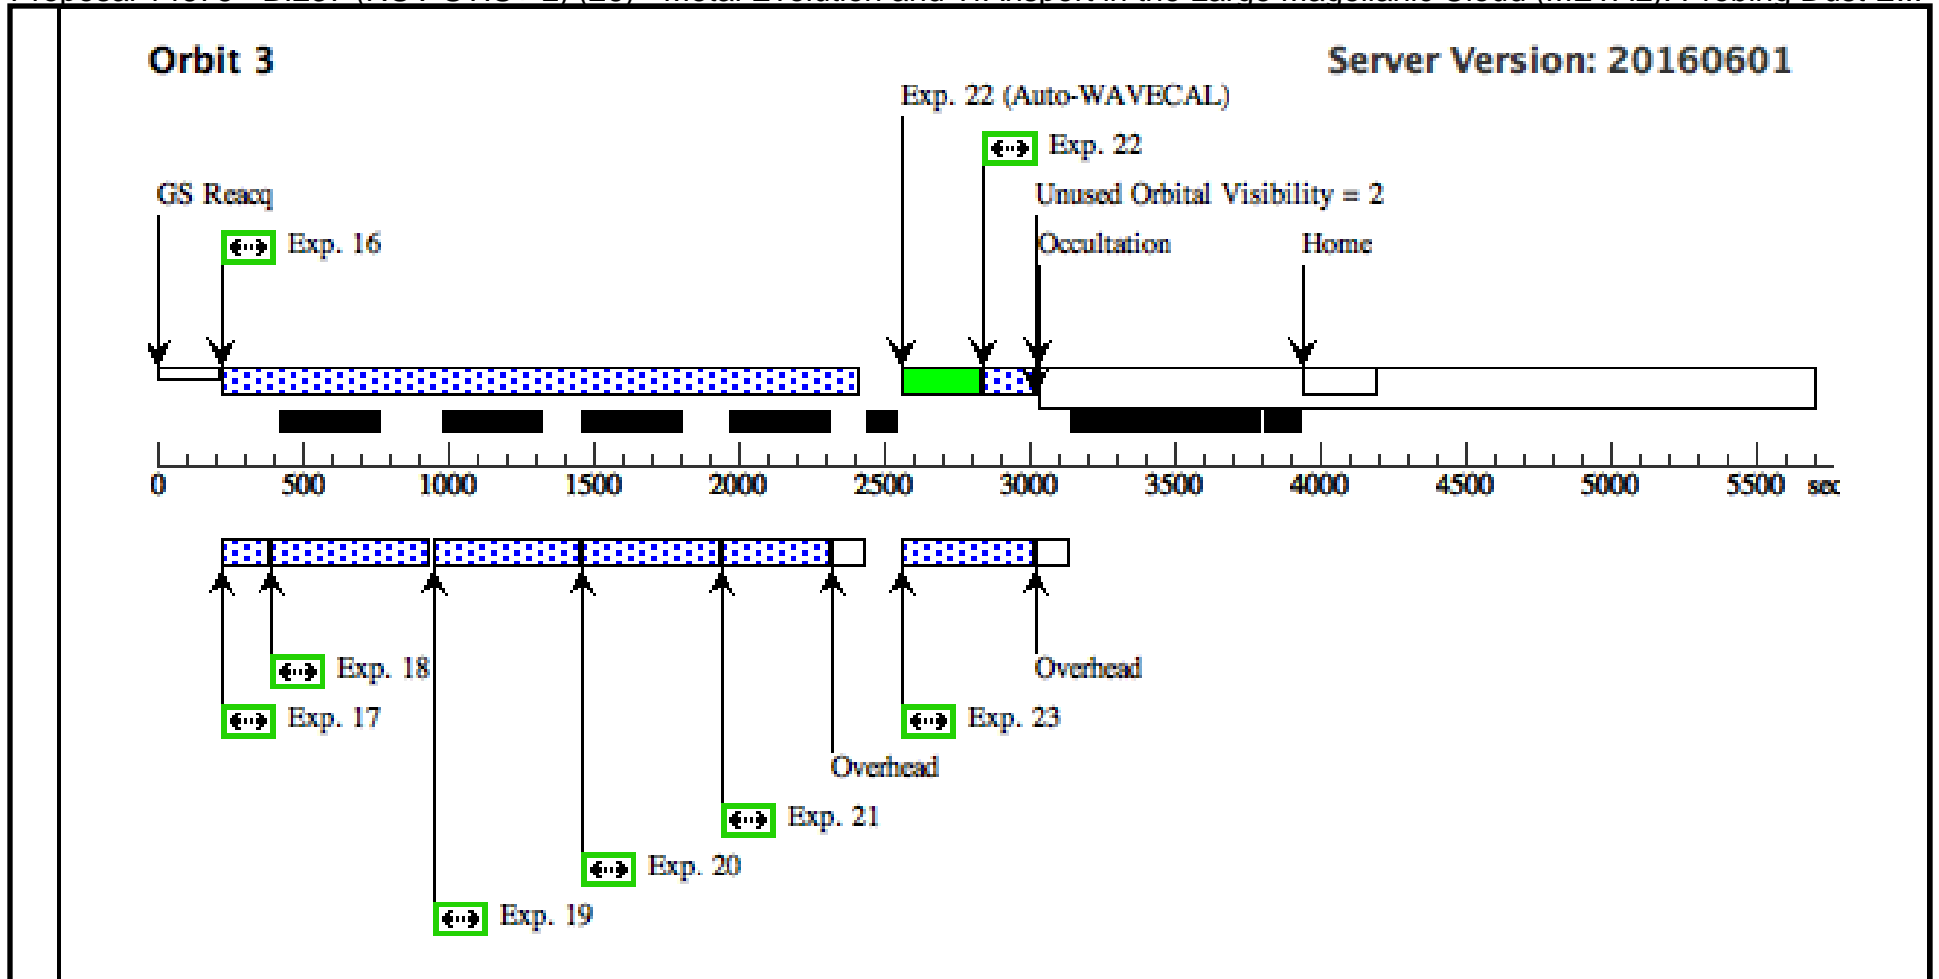 Orbit 3
Server Version: 20160601
Exp. 22 (Auto-WAVECAL)
Exp. 22
GS Reacq
Unused Orbital Visibility = 2
Exp. 16
Occultation
Home
0 500 1000 1500 2000 2500 3000 3500 4000 4500 5000 5500 sec
Exp. 18
Overhead
Exp. 17
Exp. 23
Overhead
Exp. 21
Exp. 20
Exp. 19